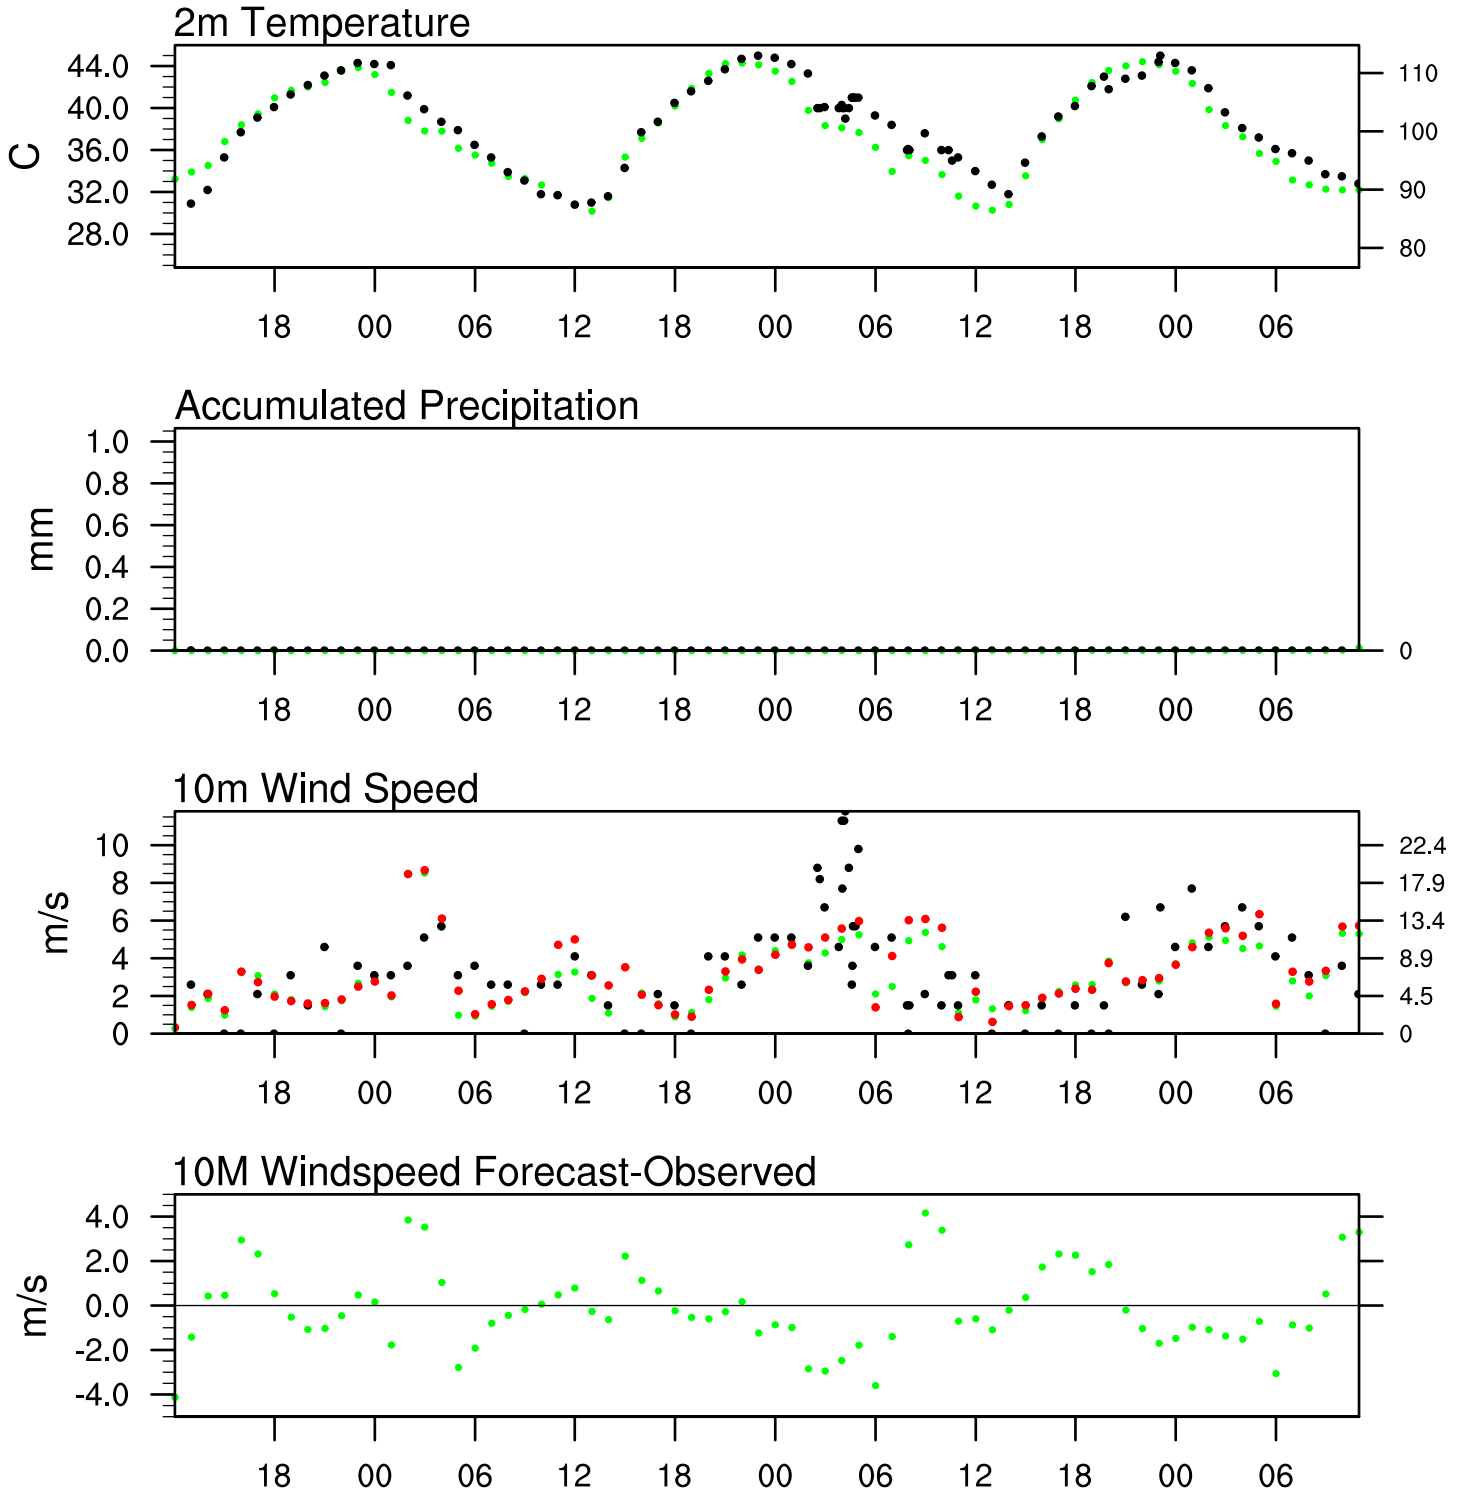 2m Temperature
44.0
40.0
36.0
32.0
28.0
C
110
100
90
80
18 00 06 12 18 00 06 12 18 00 06
Accumulated Precipitation
1.0
0.8
0.6
0.4
0.2
0.0
mm
0
18 00 06 12 18 00 06 12 18 00 06
10m Wind Speed
10
8
6
4
2
0
m/s
22.4
17.9
13.4
8.9
4.5
0
18 00 06 12 18 00 06 12 18 00 06
10M Windspeed Forecast-Observed
4.0
2.0
0.0
-2.0
-4.0
m/s
18 00 06 12 18 00 06 12 18 00 06